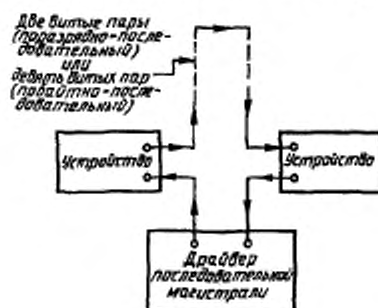 Две витые пары
(поразрядно-после-
довательный)
или
девять витых пар
(побайтно-после-
довательный)
Устройство
Устройство
Драйвер
последовательной
магистрали